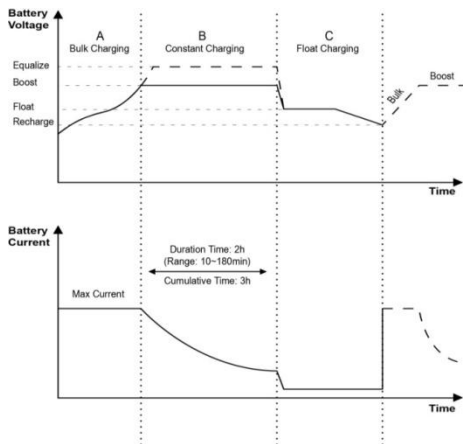 Battery
Voltage
A
Bulk Charging
B
Constant Charging
C
Float Charging
Equalize
Boost
Float
Recharge
Bulk
Boost
Time
Battery
Current
Duration Time: 2h
(Range: 10~180min)
Cumulative Time: 3h
Max Current
Time